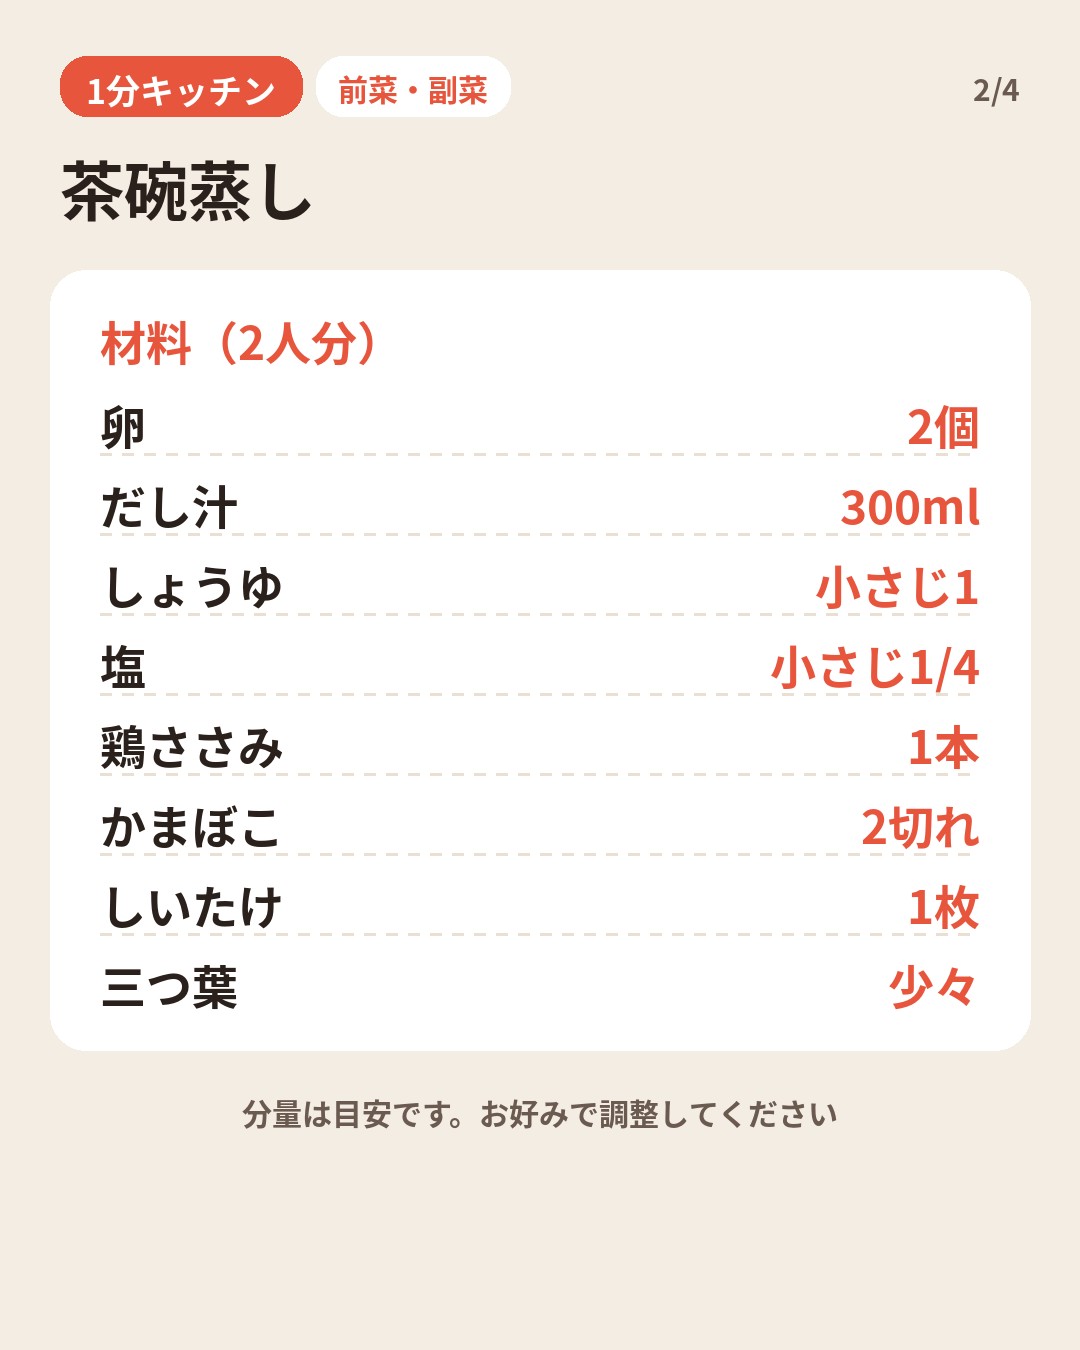 1分キッチン 前菜・副菜 2/4
茶碗蒸し
材料（2人分）
卵 2個
だし汁 300ml
しょうゆ 小さじ1
塩 小さじ1/4
鶏ささみ 1本
かまぼこ 2切れ
しいたけ 1枚
三つ葉 少々
分量は目安です。お好みで調整してください